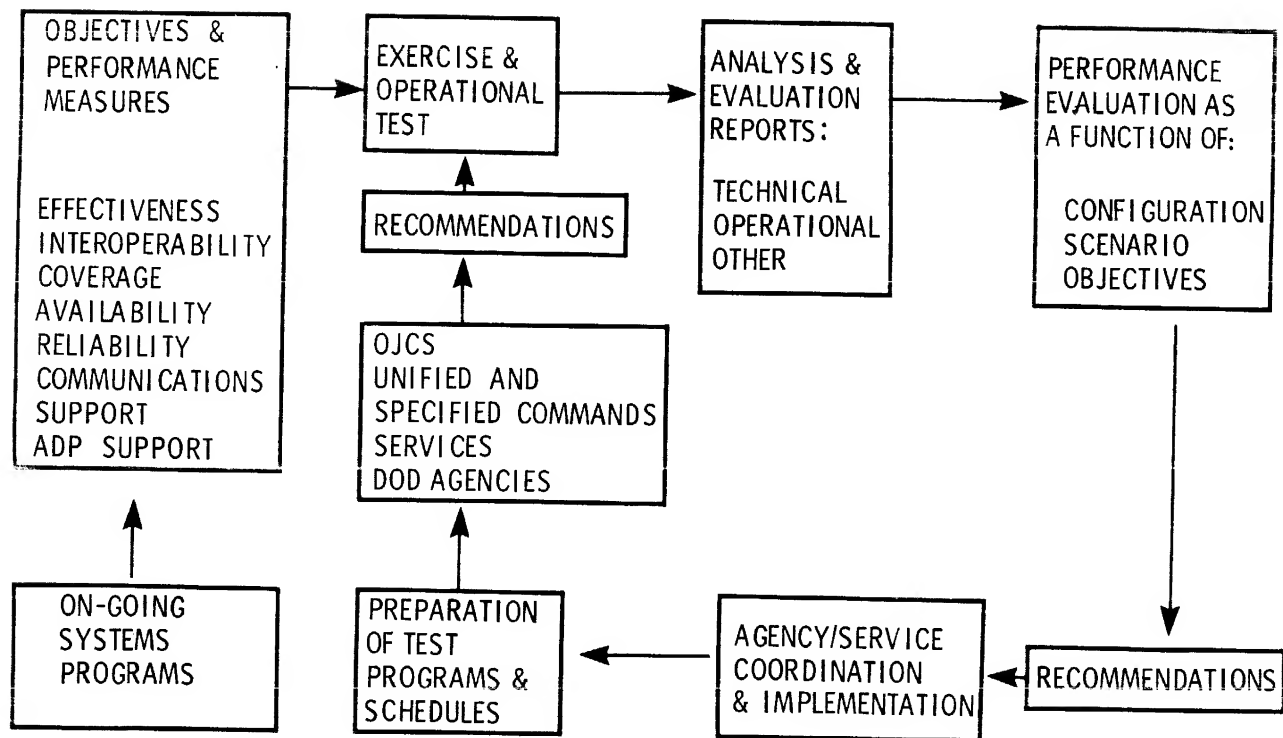 OBJECTIVES &
PERFORMANCE
MEASURES
EFFECTIVENESS
INTEROPERABILITY
COVERAGE
AVAILABILITY
RELIABILITY
COMMUNICATIONS
SUPPORT
ADP SUPPORT
EXERCISE &
OPERATIONAL
TEST
ANALYSIS &
EVALUATION
REPORTS:
TECHNICAL
OPERATIONAL
OTHER
PERFORMANCE
EVALUATION AS
A FUNCTION OF:
CONFIGURATION
SCENARIO
OBJECTIVES
RECOMMENDATIONS
OJCS
UNIFIED AND
SPECIFIED COMMANDS
SERVICES
DOD AGENCIES
ON-GOING
SYSTEMS
PROGRAMS
PREPARATION
OF TEST
PROGRAMS &
SCHEDULES
AGENCY/SERVICE
COORDINATION
& IMPLEMENTATION
RECOMMENDATIONS